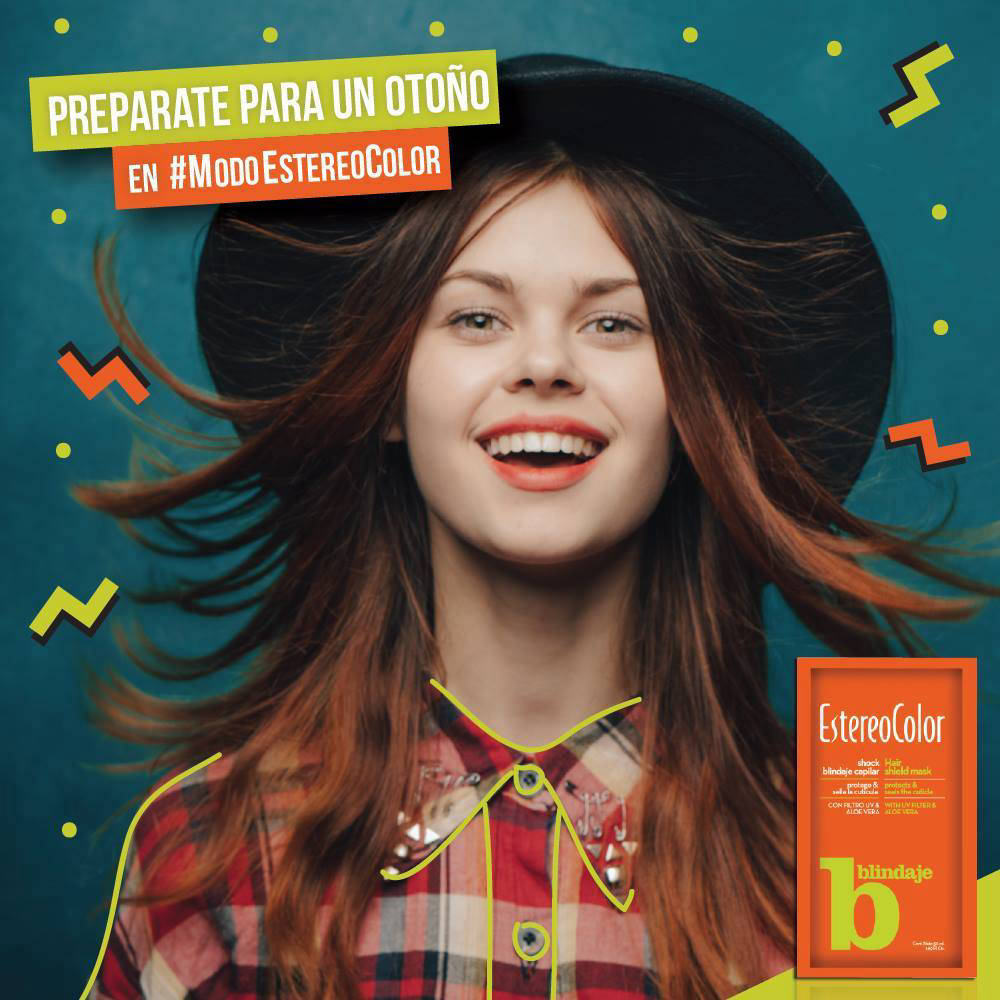 PREPARATE PARA UN OTOÑO
EN #MODOESTEREOCOLOR
EstereoColor
shock
blindaje capilar
protege &
sella la cutícula
CON FILTRO UV &
ALOE VERA
Hair
shield mask
protects &
seals the cuticle
WITH UV FILTER &
ALOE VERA
b
blindaje